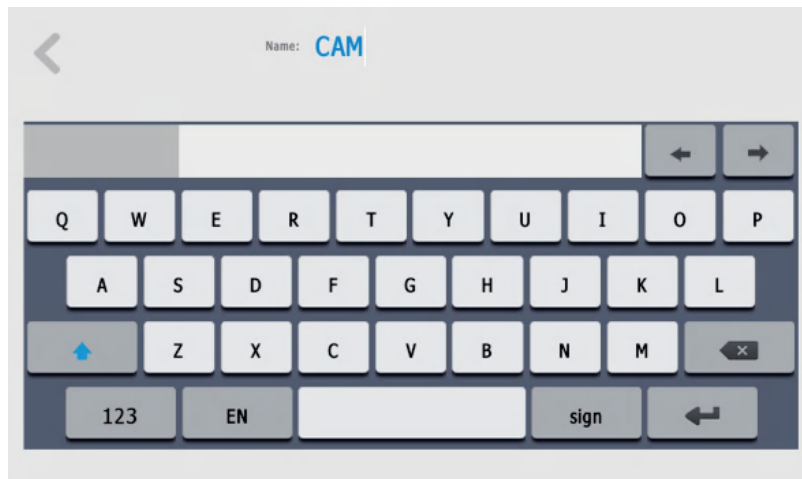 Name: CAM
Q W E R T Y U I O P
A S D F G H J K L
Z X C V B N M
123 EN sign